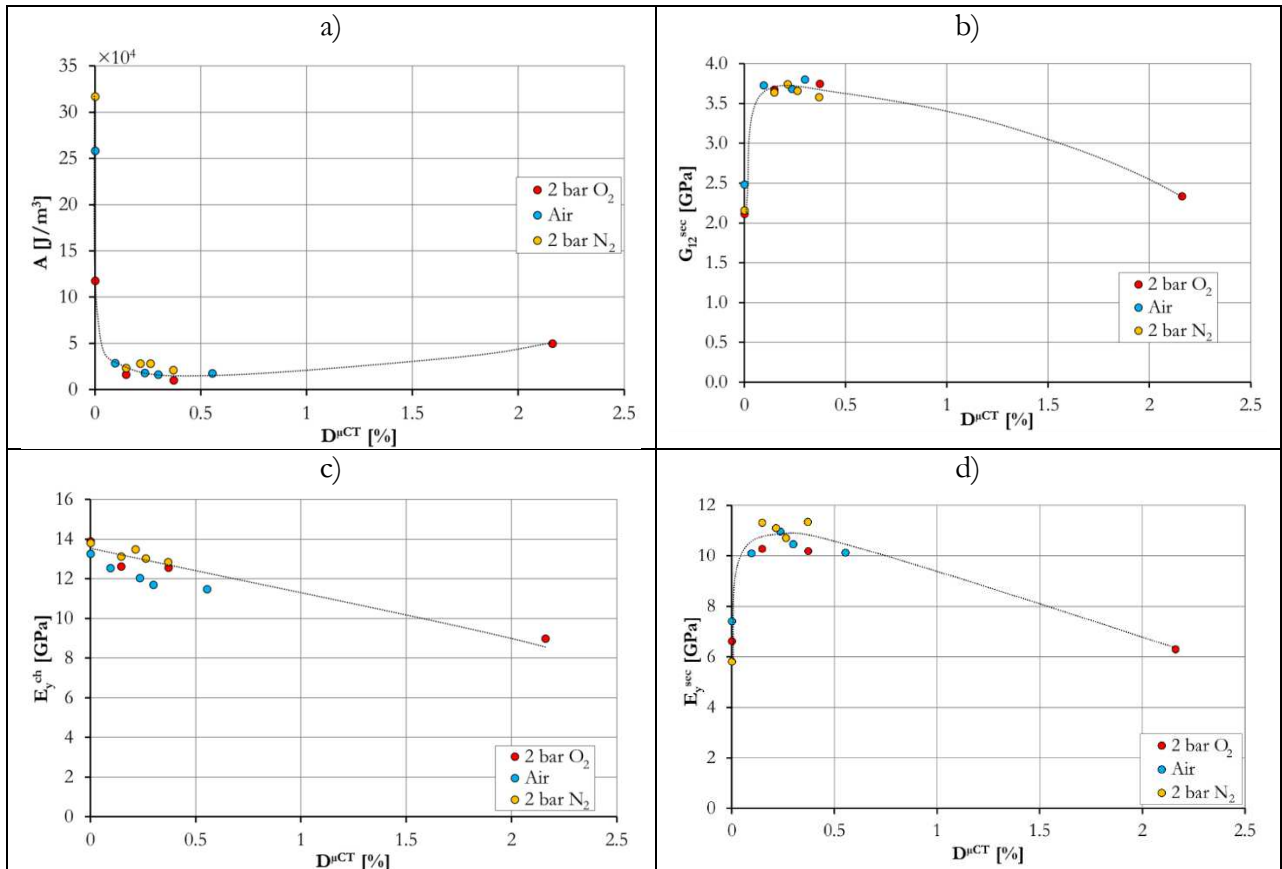 a)
×10⁴
35
30
25
20
15
10
5
0
A [J/m³]
0 0.5 1 1.5 2 2.5
D^μCT [%]
2 bar O₂
Air
2 bar N₂
b)
4.0
3.5
3.0
2.5
2.0
1.5
1.0
0.5
0.0
G₁₂^sec [GPa]
0 0.5 1 1.5 2 2.5
D^μCT [%]
2 bar O₂
Air
2 bar N₂
c)
16
14
12
10
8
6
4
2
0
E_y^ch [GPa]
0 0.5 1 1.5 2 2.5
D^μCT [%]
2 bar O₂
Air
2 bar N₂
d)
12
10
8
6
4
2
0
E_y^sec [GPa]
0 0.5 1 1.5 2 2.5
D^μCT [%]
2 bar O₂
Air
2 bar N₂